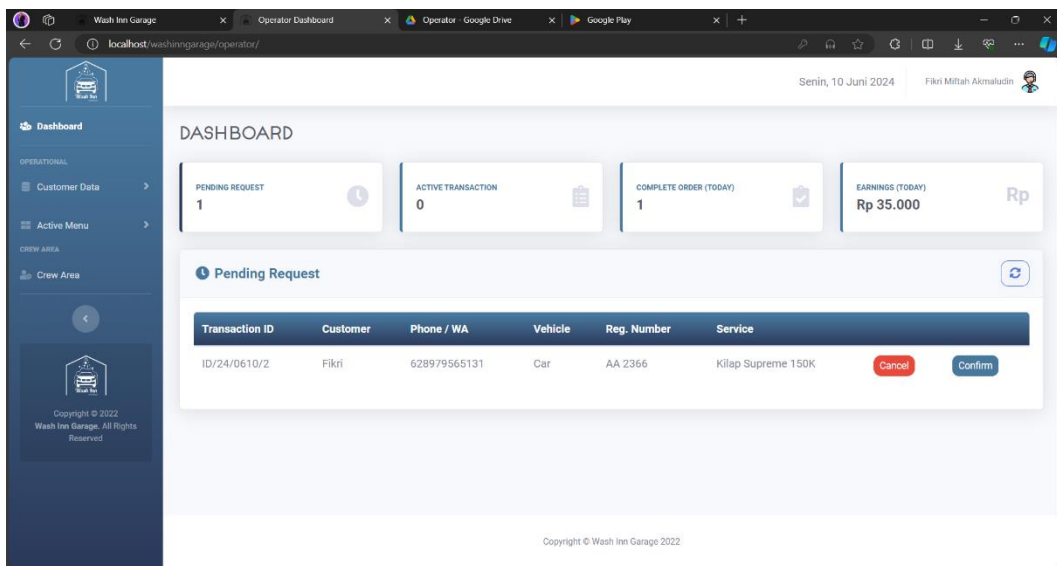 Wash Inn Garage
Operator Dashboard
Operator - Google Drive
Google Play
localhost/washinngarage/operator/
Wash Inn
Senin, 10 Juni 2024
Fikri Miftah Akmaludin
Dashboard
DASHBOARD
OPERATIONAL
Customer Data
Active Menu
CREW AREA
Crew Area
PENDING REQUEST
1
ACTIVE TRANSACTION
0
COMPLETE ORDER (TODAY)
1
EARNINGS (TODAY)
Rp 35.000
Rp
Pending Request
Transaction ID Customer Phone / WA Vehicle Reg. Number Service
ID/24/0610/2 Fikri 628979565131 Car AA 2366 Kilap Supreme 150K Cancel Confirm
Wash Inn
Copyright © 2022
Wash Inn Garage. All Rights
Reserved
Copyright © Wash Inn Garage 2022